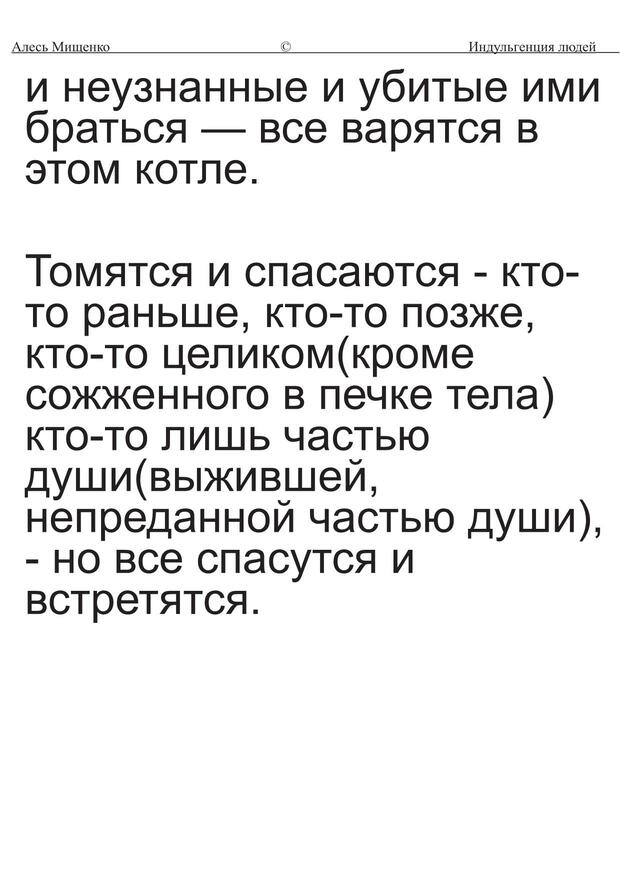 Алесь Мищенко © Индульгенция людей
и неузнанные и убитые ими
браться — все варятся в
этом котле.
Томятся и спасаются - кто-
то раньше, кто-то позже,
кто-то целиком(кроме
сожженного в печке тела)
кто-то лишь частью
души(выжившей,
непреданной частью души),
- но все спасутся и
встретятся.